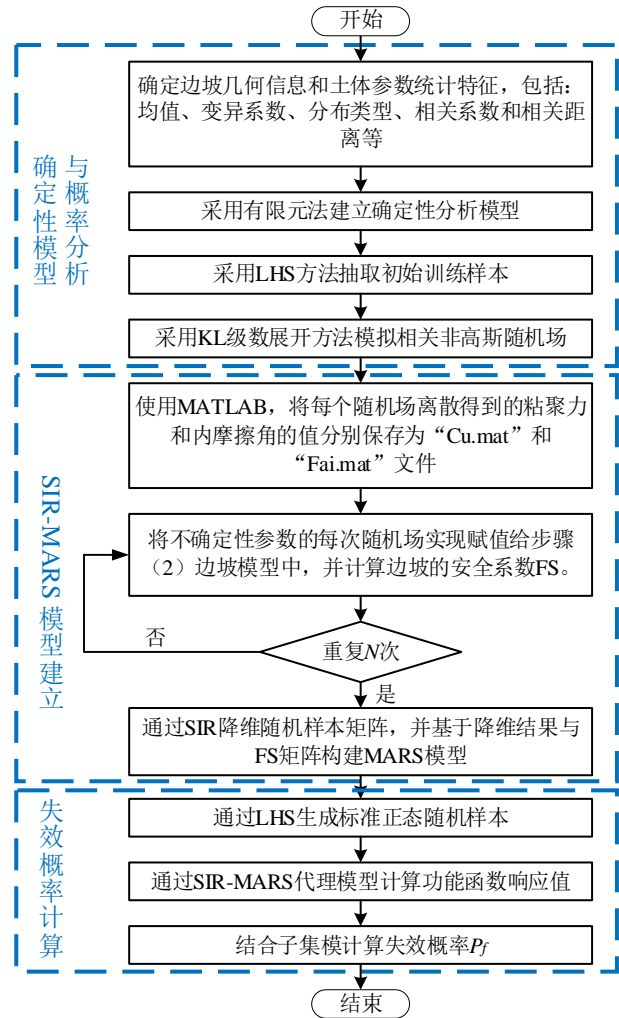 开始
确定边坡几何信息和土体参数统计特征，包括：
均值、变异系数、分布类型、相关系数和相关距
离等
采用有限元法建立确定性分析模型
采用LHS方法抽取初始训练样本
采用KL级数展开方法模拟相关非高斯随机场
确定性模型
与概率分析
使用MATLAB，将每个随机场离散得到的粘聚力
和内摩擦角的值分别保存为“Cu.mat”和
“Fai.mat”文件
将不确定性参数的每次随机场实现赋值给步骤
（2）边坡模型中，并计算边坡的安全系数FS。
否
重复N次
是
通过SIR降维随机样本矩阵，并基于降维结果与
FS矩阵构建MARS模型
SIR-MARS模型建立
通过LHS生成标准正态随机样本
通过SIR-MARS代理模型计算功能函数响应值
结合子集模计算失效概率Pf
失效概率计算
结束